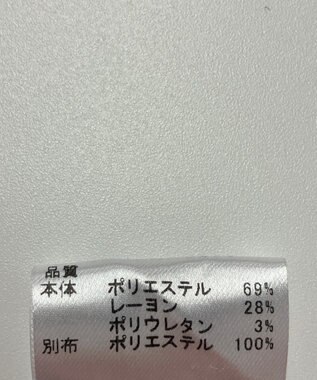 品質
本体 ポリエステル 69%
レーヨン 28%
ポリウレタン 3%
別布 ポリエステル 100%